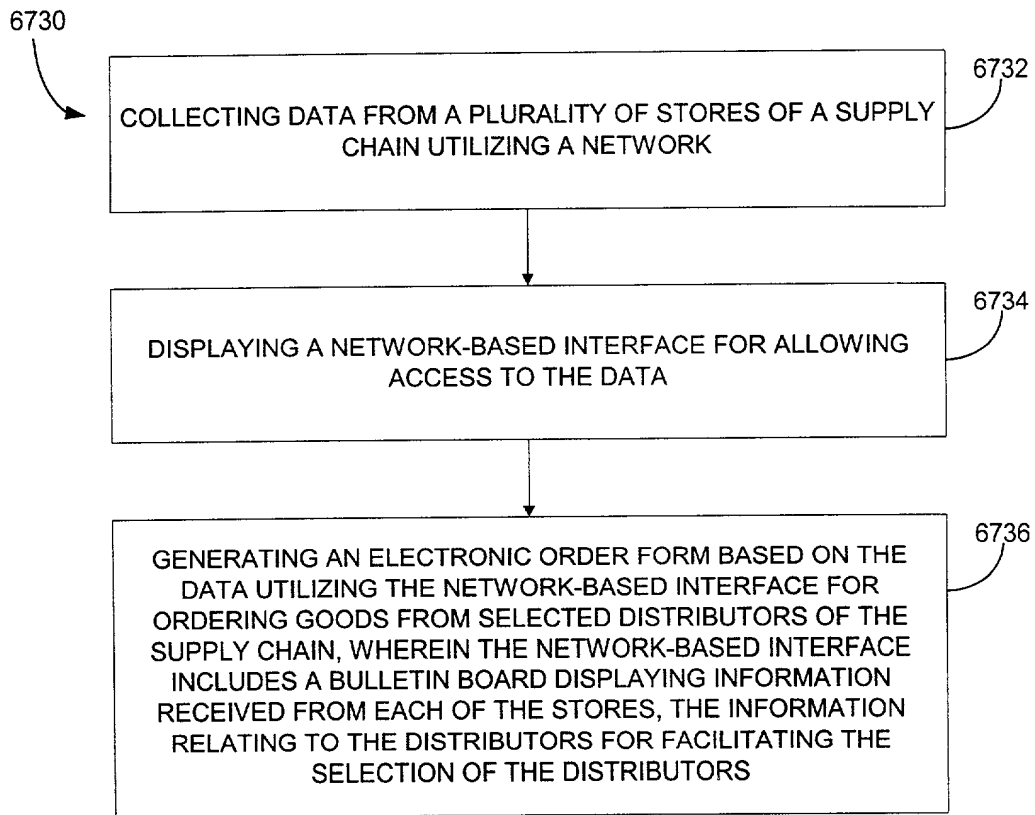 6730
6732
COLLECTING DATA FROM A PLURALITY OF STORES OF A SUPPLY
CHAIN UTILIZING A NETWORK
6734
DISPLAYING A NETWORK-BASED INTERFACE FOR ALLOWING
ACCESS TO THE DATA
6736
GENERATING AN ELECTRONIC ORDER FORM BASED ON THE
DATA UTILIZING THE NETWORK-BASED INTERFACE FOR
ORDERING GOODS FROM SELECTED DISTRIBUTORS OF THE
SUPPLY CHAIN, WHEREIN THE NETWORK-BASED INTERFACE
INCLUDES A BULLETIN BOARD DISPLAYING INFORMATION
RECEIVED FROM EACH OF THE STORES, THE INFORMATION
RELATING TO THE DISTRIBUTORS FOR FACILITATING THE
SELECTION OF THE DISTRIBUTORS